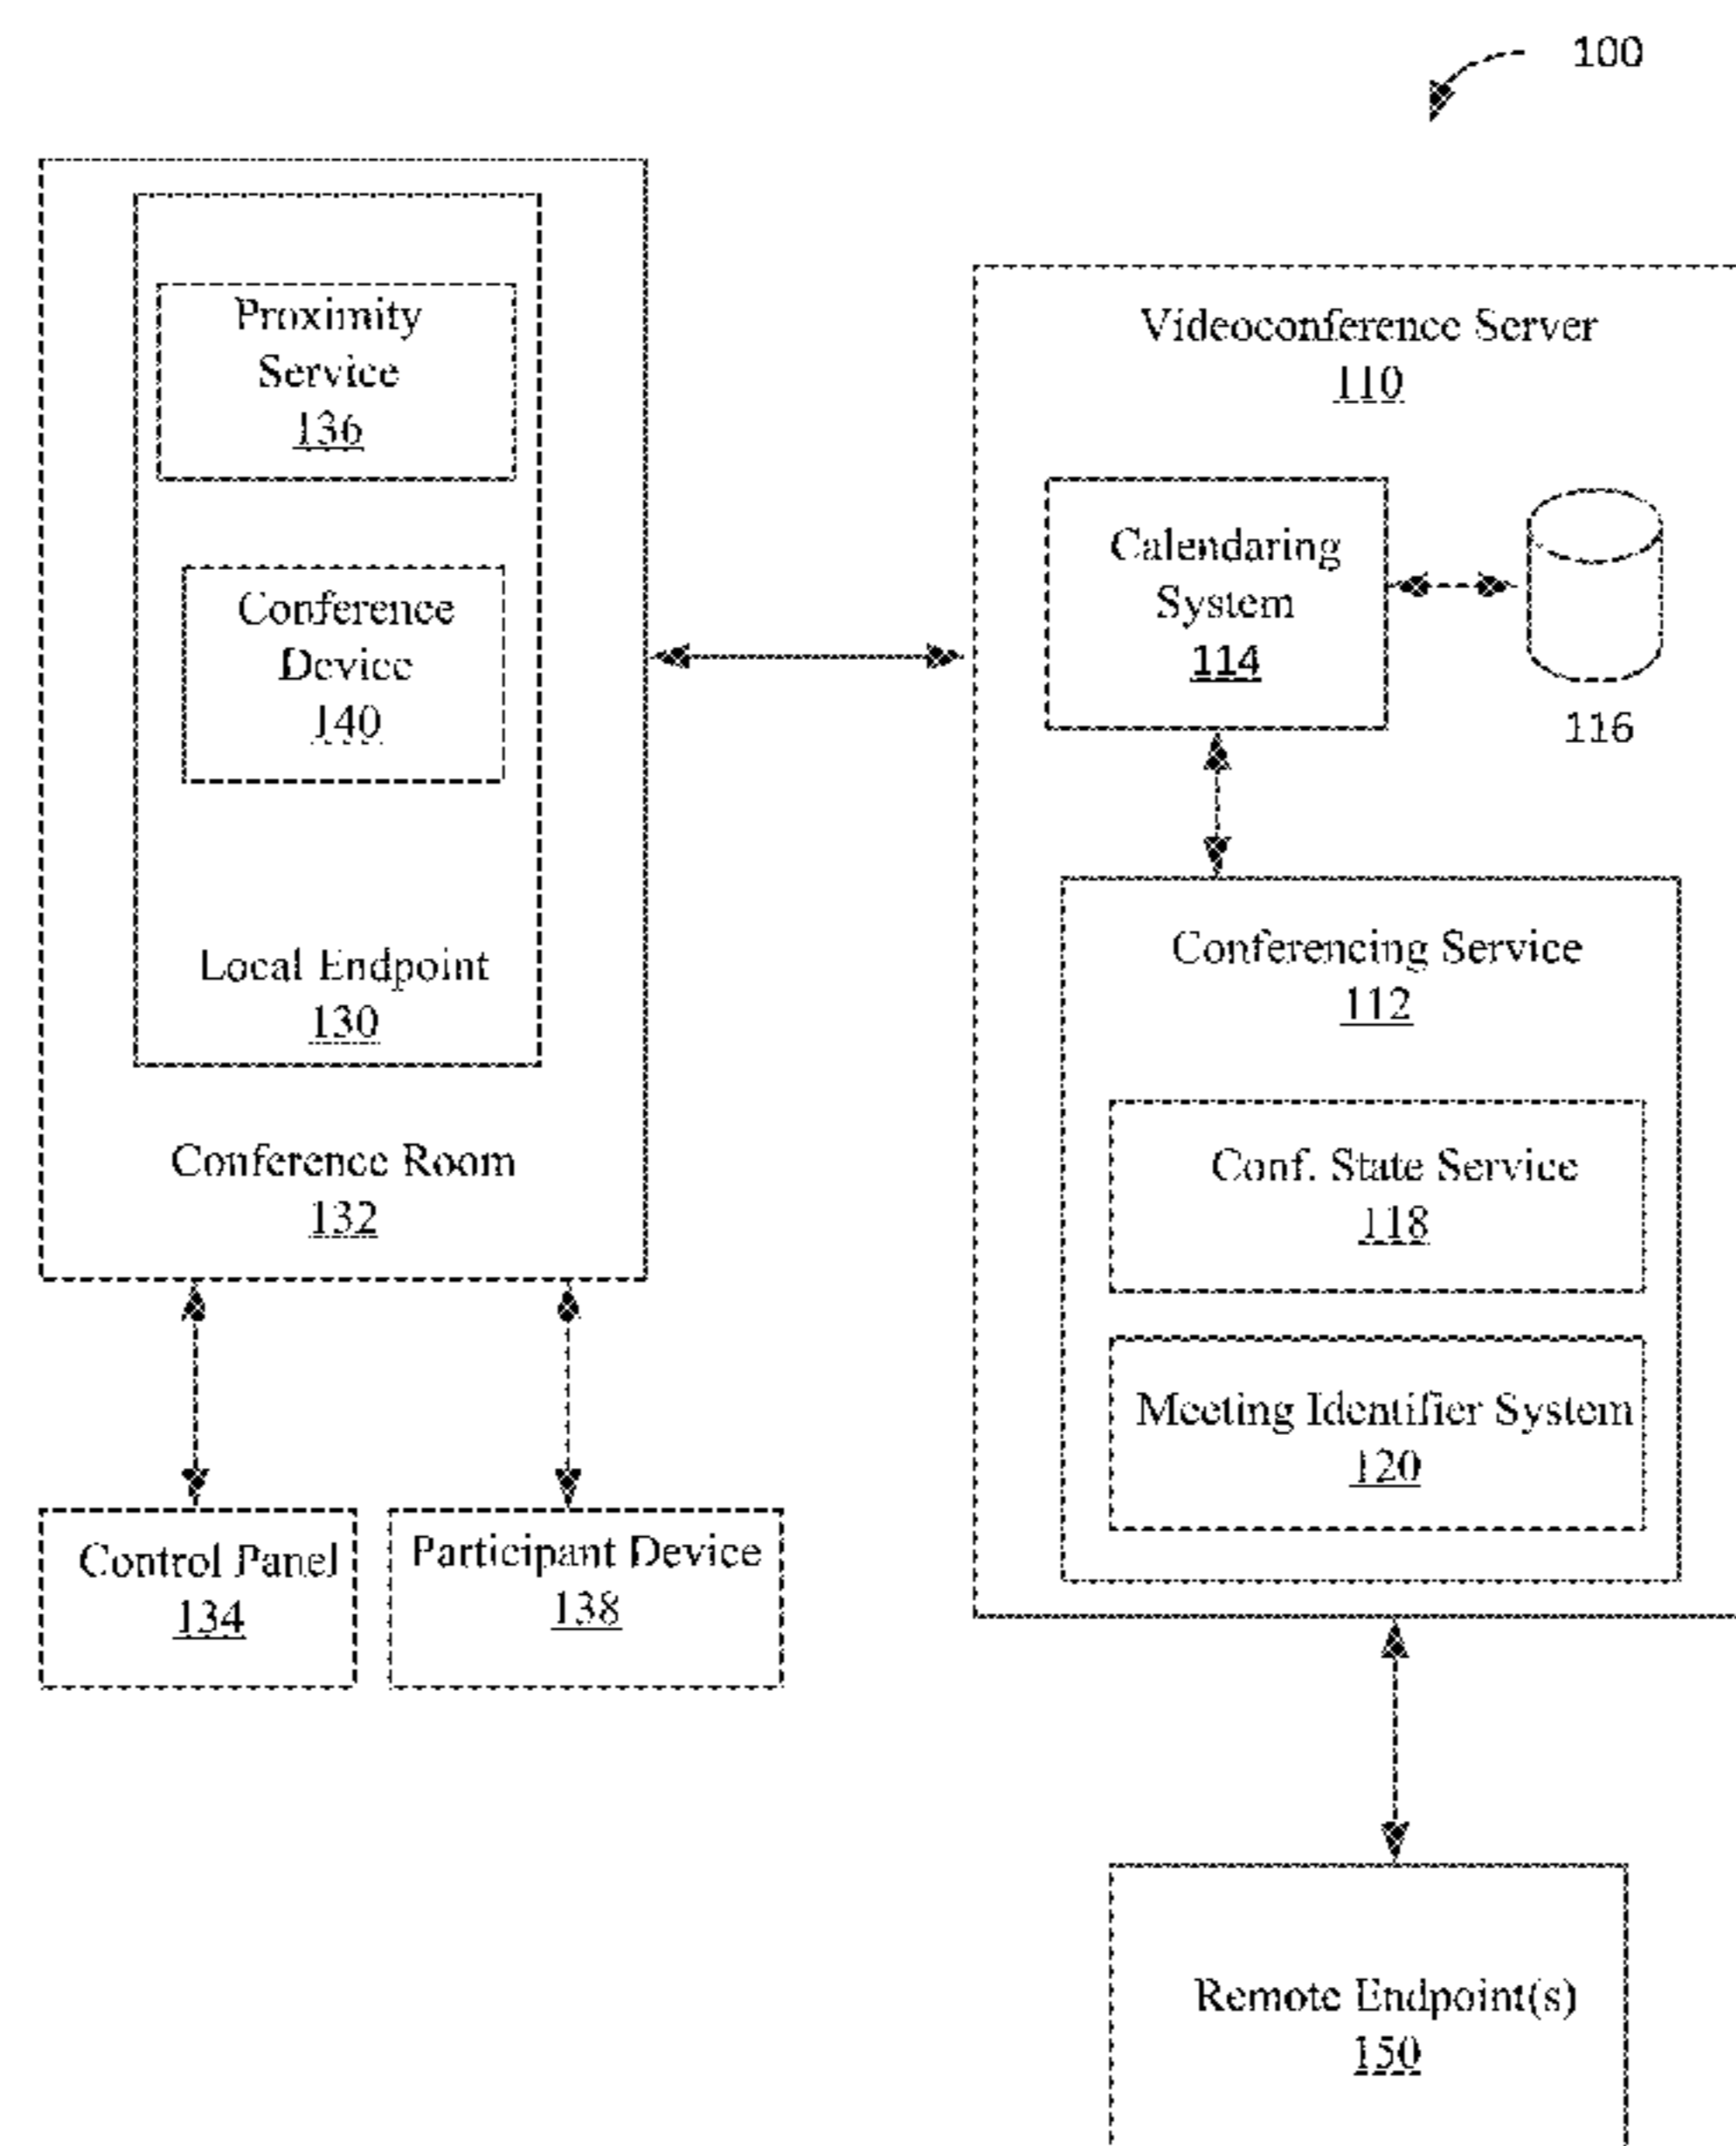 100
Proximity
Service
136
Conference
Device
140
Local Endpoint
130
Conference Room
132
Control Panel
134
Participant Device
138
Videoconference Server
110
Calendaring
System
114
116
Conferencing Service
112
Conf. State Service
118
Meeting Identifier System
120
Remote Endpoint(s)
150